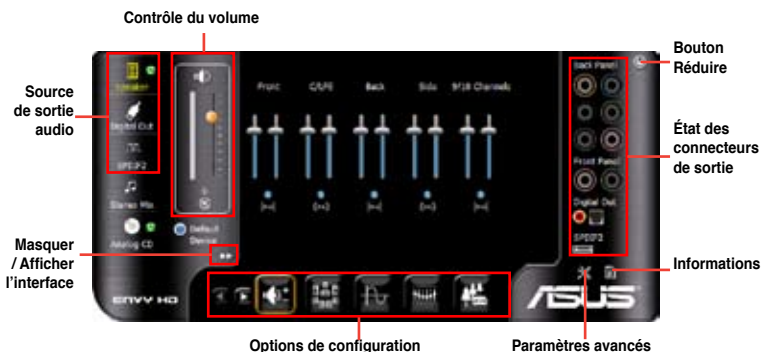 Contrôle du volume
Bouton
Réduire
Source
de sortie
audio
État des
connecteurs
de sortie
Masquer
/ Afficher
l'interface
Informations
Options de configuration
Paramètres avancés
Speaker
Digital Out
SPDIF2
Stereo Mix
Analog CD
Default
Device
Front
C/LFE
Back
Side
9/10 Channels
Back Panel
Front Panel
Digital Out
SPDIF2
ENVY HD
ASUS